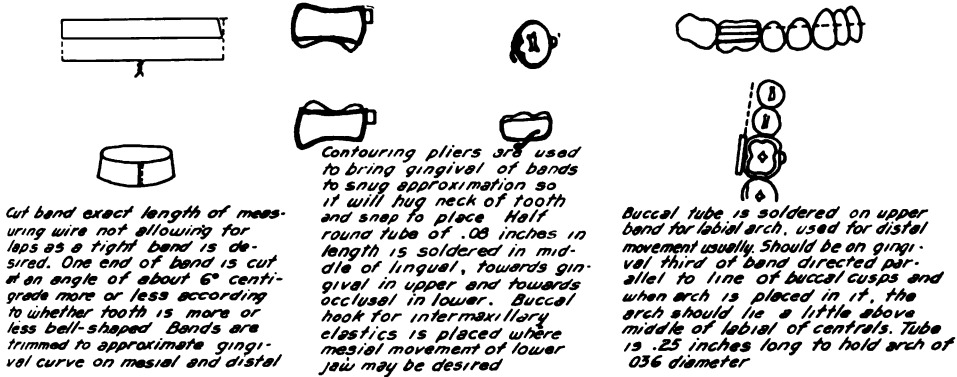 Cut band exact length of meas-
uring wire not allowing for
laps as a tight band is de-
sired. One end of band is cut
at an angle of about 6° centi-
grade more or less according
to whether tooth is more or
less bell-shaped Bands are
trimmed to approximate gingi-
val curve on mesial and distal
Contouring pliers are used
to bring gingival of bands
to snug approximation so
it will hug neck of tooth
and snap to place Half
round tube of .08 inches in
length is soldered in mid-
dle of lingual, towards gin-
gival in upper and towards
occlusal in lower. Buccal
hook for intermaxillary
elastics is placed where
mesial movement of lower
jaw may be desired
Buccal tube is soldered on upper
band for labial arch, used for distal
movement usually. Should be on gingi-
val third of band directed par-
allel to line of buccal cusps and
when arch is placed in it, the
arch should lie a little above
middle of labial of centrals. Tube
is .25 inches long to hold arch of
036 diameter